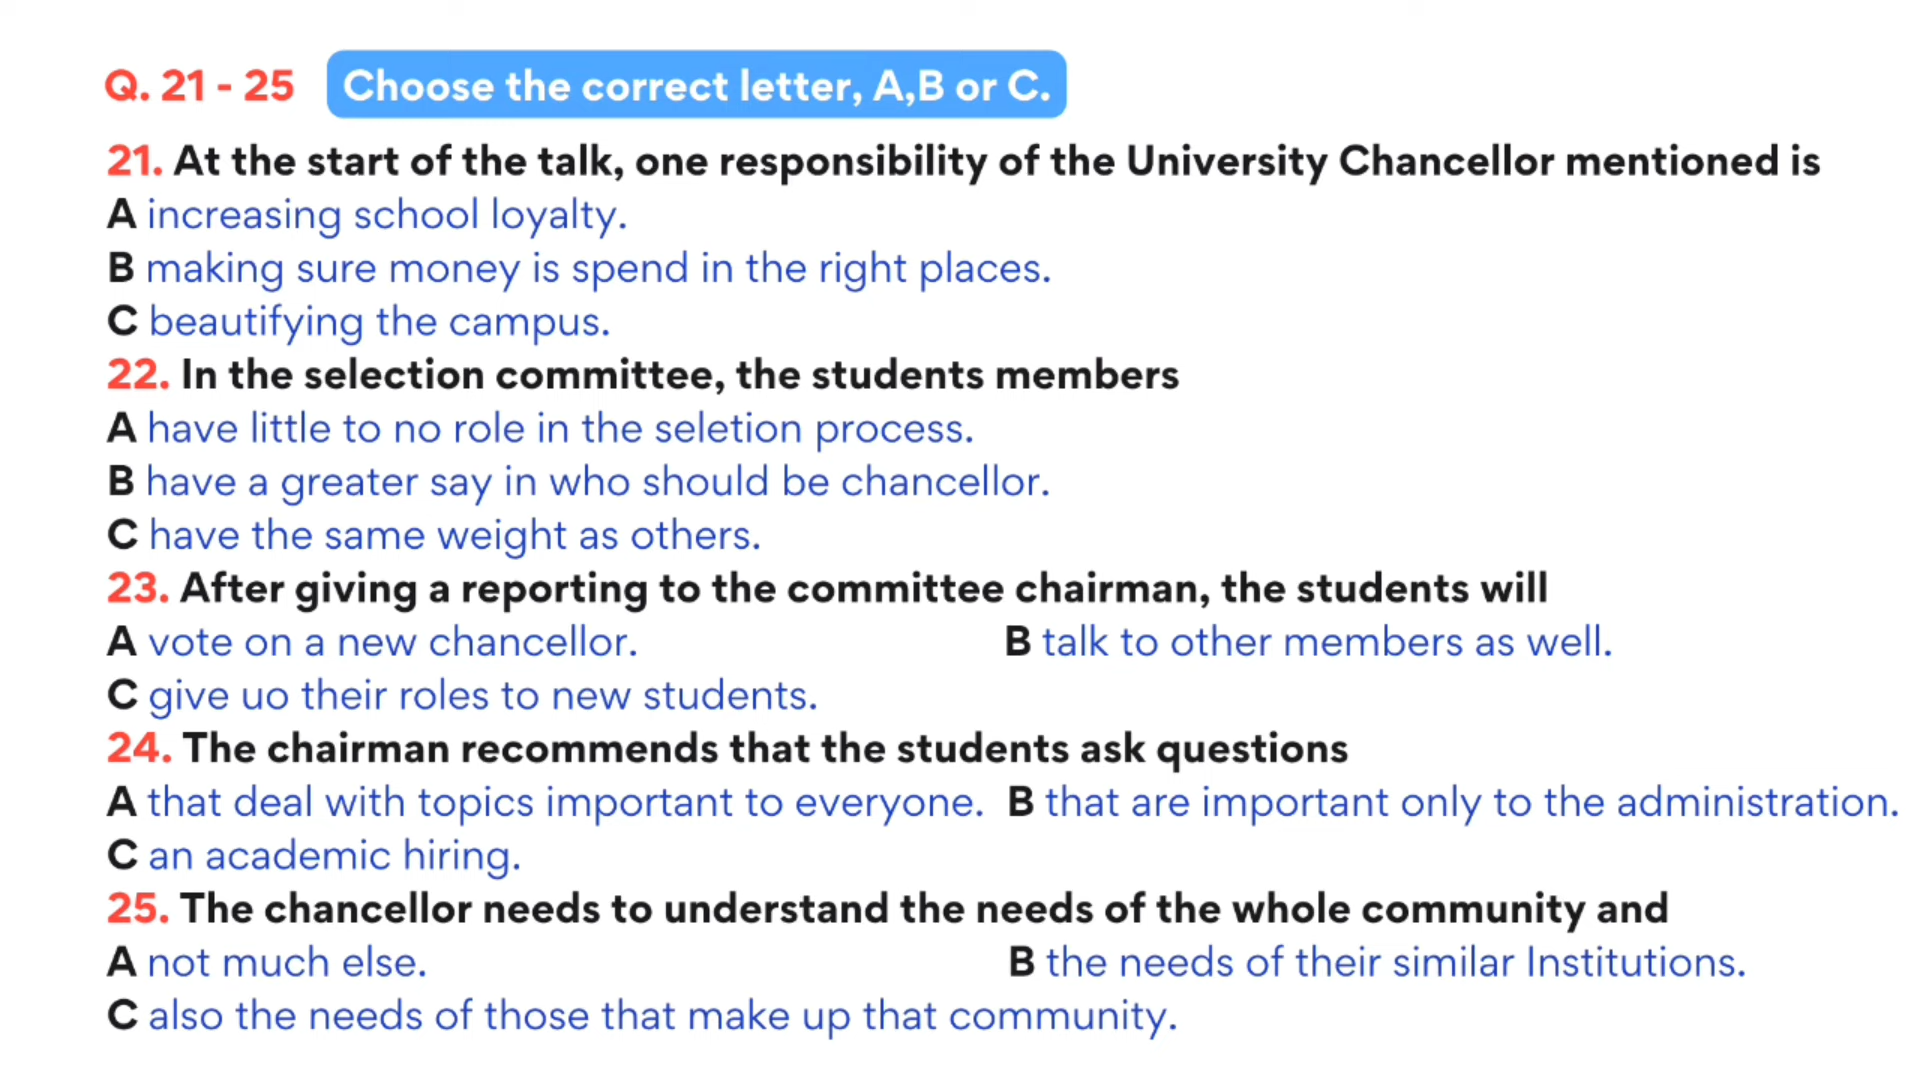 Q. 21 - 25 Choose the correct letter, A,B or C.
21. At the start of the talk, one responsibility of the University Chancellor mentioned is
A increasing school loyalty.
B making sure money is spend in the right places.
C beautifying the campus.
22. In the selection committee, the students members
A have little to no role in the seletion process.
B have a greater say in who should be chancellor.
C have the same weight as others.
23. After giving a reporting to the committee chairman, the students will
A vote on a new chancellor. B talk to other members as well.
C give uo their roles to new students.
24. The chairman recommends that the students ask questions
A that deal with topics important to everyone. B that are important only to the administration.
C an academic hiring.
25. The chancellor needs to understand the needs of the whole community and
A not much else. B the needs of their similar Institutions.
C also the needs of those that make up that community.